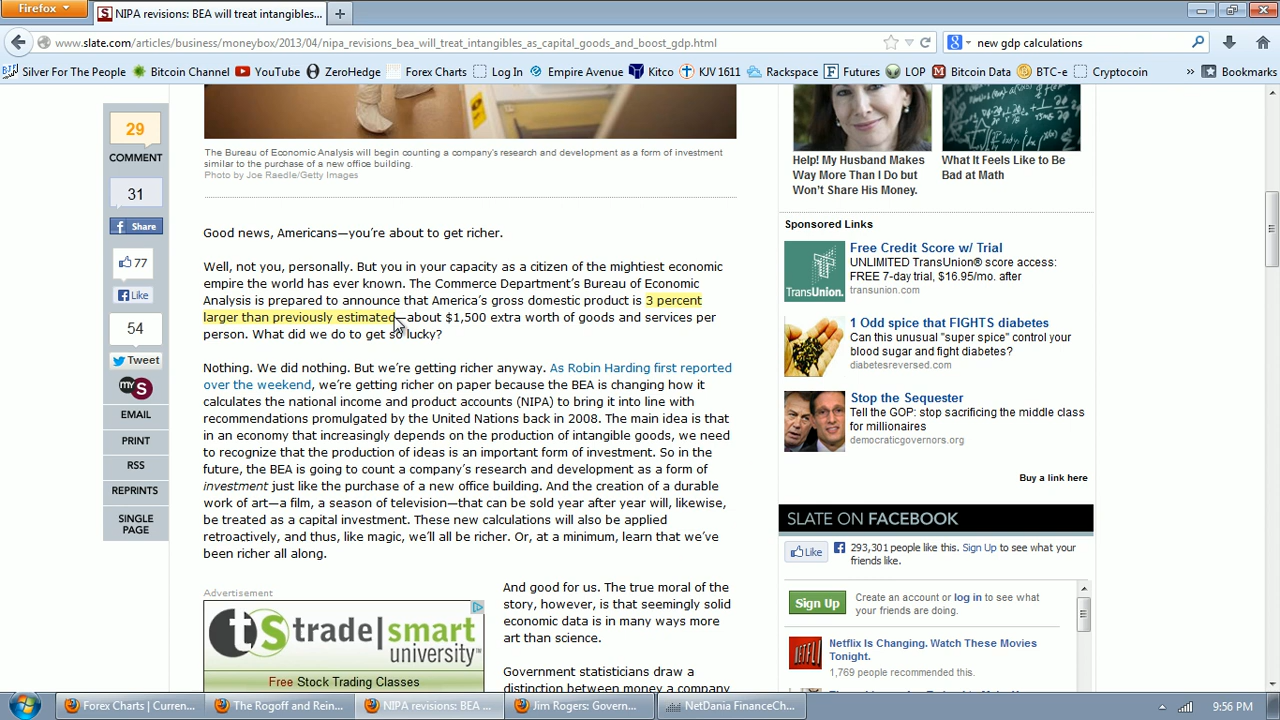 Firefox
NIPA revisions: BEA will treat intangibles...
www.slate.com/articles/business/moneybox/2013/04/nipa_revisions_bea_will_treat_intangibles_as_capital_goods_and_boost_gdp.html
new gdp calculations
Silver For The People
Bitcoin Channel
YouTube
ZeroHedge
Forex Charts
Log In
Empire Avenue
Kitco
KJV 1611
Rackspace
Futures
LOP
Bitcoin Data
BTC-e
Cryptocoin
»
Bookmarks
29
COMMENT
31
Share
77
Like
54
Tweet
my S
EMAIL
PRINT
RSS
REPRINTS
SINGLE
PAGE
The Bureau of Economic Analysis will begin counting a company's research and development as a form of investment
similar to the purchase of a new office building.
Photo by Joe Raedle/Getty Images
Good news, Americans—you're about to get richer.
Well, not you, personally. But you in your capacity as a citizen of the mightiest economic
empire the world has ever known. The Commerce Department's Bureau of Economic
Analysis is prepared to announce that America's gross domestic product is 3 percent
larger than previously estimated—about $1,500 extra worth of goods and services per
person. What did we do to get so lucky?
Nothing. We did nothing. But we're getting richer anyway. As Robin Harding first reported
over the weekend, we're getting richer on paper because the BEA is changing how it
calculates the national income and product accounts (NIPA) to bring it into line with
recommendations promulgated by the United Nations back in 2008. The main idea is that
in an economy that increasingly depends on the production of intangible goods, we need
to recognize that the production of ideas is an important form of investment. So in the
future, the BEA is going to count a company's research and development as a form of
investment just like the purchase of a new office building. And the creation of a durable
work of art—a film, a season of television—that can be sold year after year will, likewise,
be treated as a capital investment. These new calculations will also be applied
retroactively, and thus, like magic, we'll all be richer. Or, at a minimum, learn that we've
been richer all along.
Advertisement
ts trade|smart
university™
Free Stock Trading Classes
And good for us. The true moral of the
story, however, is that seemingly solid
economic data is in many ways more
art than science.
Government statisticians draw a
distinction between money a company
Help! My Husband Makes
Way More Than I Do but
Won't Share His Money.
What It Feels Like to Be
Bad at Math
Sponsored Links
TransUnion.
Free Credit Score w/ Trial
UNLIMITED TransUnion® score access:
FREE 7-day trial, $16.95/mo. after
transunion.com
1 Odd spice that FIGHTS diabetes
Can this unusual "super spice" control your
blood sugar and fight diabetes?
diabetesreversed.com
Stop the Sequester
Tell the GOP: stop sacrificing the middle class
for millionaires
democraticgovernors.org
Buy a link here
SLATE ON FACEBOOK
Like
293,301 people like this. Sign Up to see what your
friends like.
Sign Up
Create an account or log in to see what
your friends are doing.
Netflix Is Changing. Watch These Movies
Tonight.
1,769 people recommended this.
Forex Charts | Curren...
The Rogoff and Rein...
NIPA revisions: BEA ...
Jim Rogers: Govern...
NetDania FinanceCh...
9:56 PM